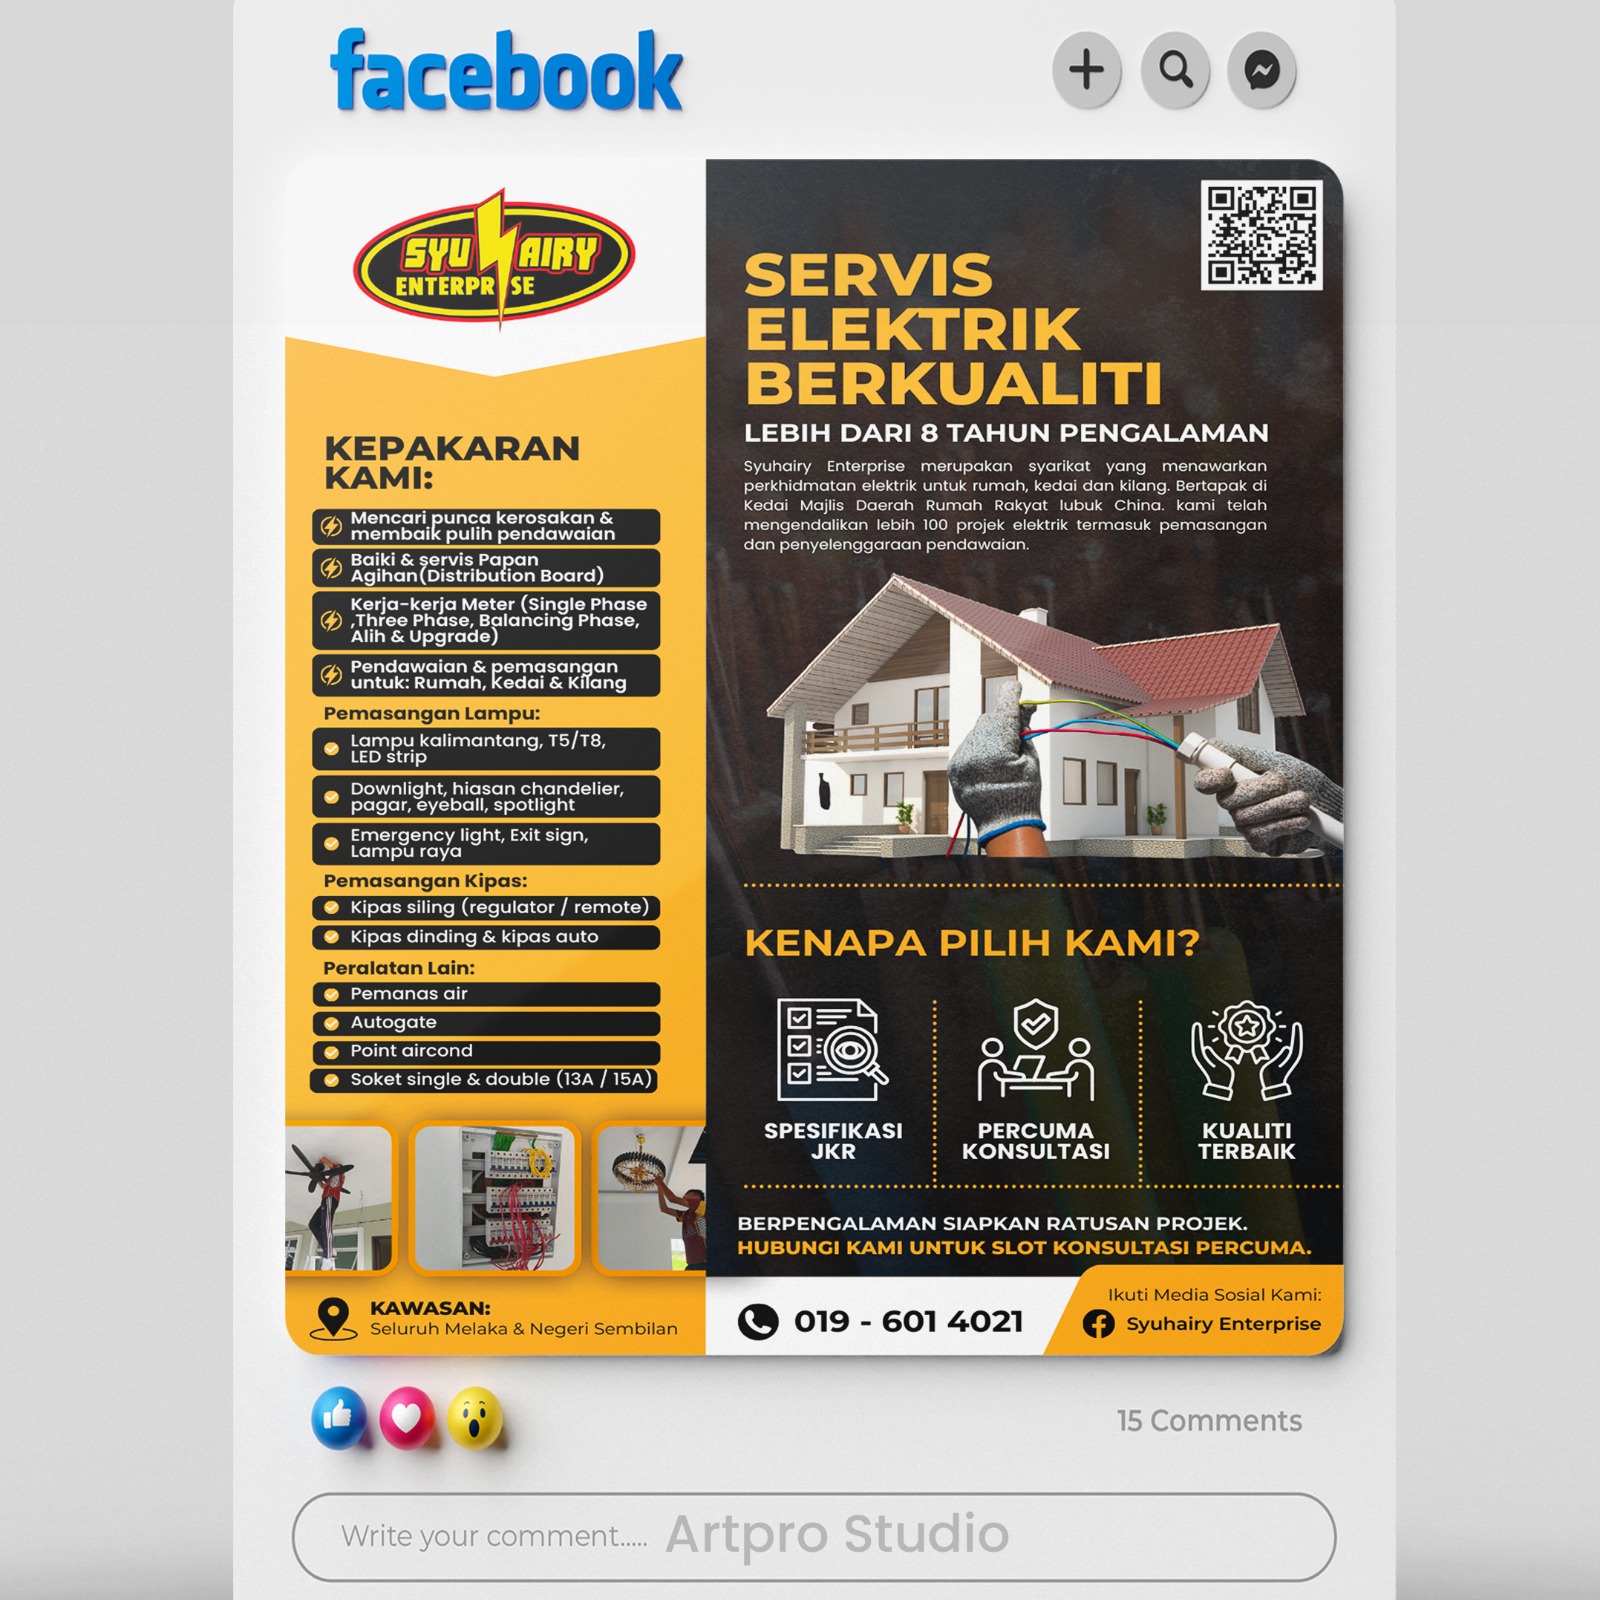 facebook
SYU AIRY
ENTERPR SE
KEPAKARAN
KAMI:
Mencari punca kerosakan &
membaik pulih pendawaian
Baiki & servis Papan
Agihan(Distribution Board)
Kerja-kerja Meter (Single Phase
,Three Phase, Balancing Phase,
Alih & Upgrade)
Pendawaian & pemasangan
untuk: Rumah, Kedai & Kilang
Pemasangan Lampu:
Lampu kalimantang, T5/T8,
LED strip
Downlight, hiasan chandelier,
pagar, eyeball, spotlight
Emergency light, Exit sign,
Lampu raya
Pemasangan Kipas:
Kipas siling (regulator / remote)
Kipas dinding & kipas auto
Peralatan Lain:
Pemanas air
Autogate
Point aircond
Soket single & double (13A / 15A)
KAWASAN:
Seluruh Melaka & Negeri Sembilan
SERVIS
ELEKTRIK
BERKUALITI
LEBIH DARI 8 TAHUN PENGALAMAN
Syuhairy Enterprise merupakan syarikat yang menawarkan
perkhidmatan elektrik untuk rumah, kedai dan kilang. Bertapak di
Kedai Majlis Daerah Rumah Rakyat lubuk China. kami telah
mengendalikan lebih 100 projek elektrik termasuk pemasangan
dan penyelenggaraan pendawaian.
KENAPA PILIH KAMI?
SPESIFIKASI
JKR
PERCUMA
KONSULTASI
KUALITI
TERBAIK
BERPENGALAMAN SIAPKAN RATUSAN PROJEK.
HUBUNGI KAMI UNTUK SLOT KONSULTASI PERCUMA.
019 - 601 4021
Ikuti Media Sosial Kami:
Syuhairy Enterprise
15 Comments
Write your comment..... Artpro Studio